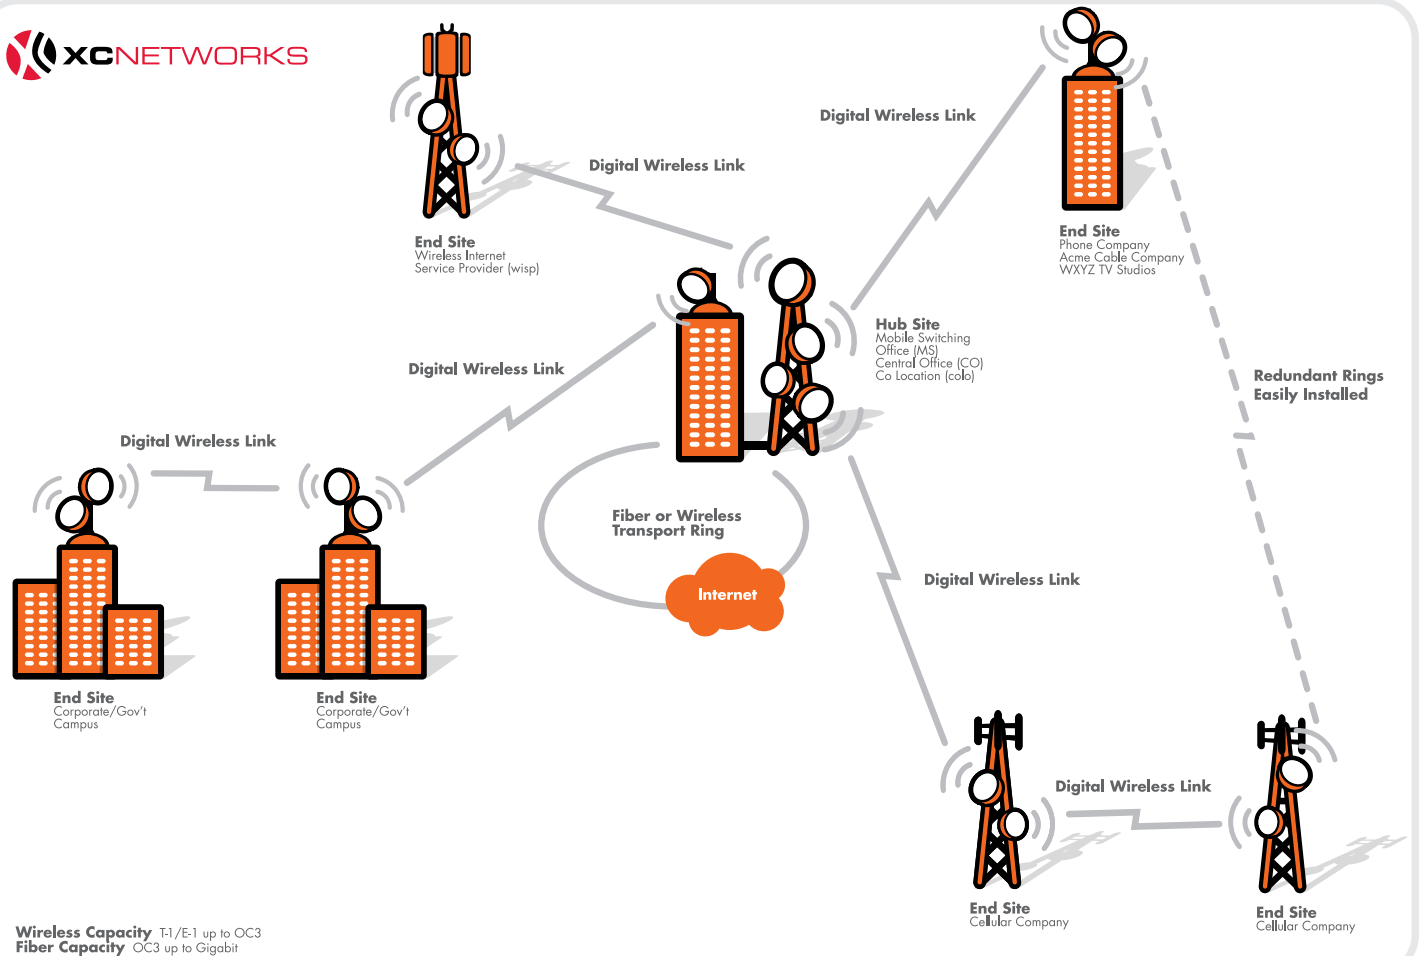 XCNETWORKS
Digital Wireless Link
Digital Wireless Link
End Site
Wireless Internet
Service Provider (wisp)
End Site
Phone Company
Acme Cable Company
WXYZ TV Studios
Hub Site
Mobile Switching
Office (MS)
Central Office (CO)
Co Location (colo)
Digital Wireless Link
Redundant Rings
Easily Installed
Digital Wireless Link
Fiber or Wireless
Transport Ring
Internet
Digital Wireless Link
End Site
Corporate/Gov't
Campus
End Site
Corporate/Gov't
Campus
Digital Wireless Link
End Site
Cellular Company
End Site
Cellular Company
Wireless Capacity T-1/E-1 up to OC3
Fiber Capacity OC3 up to Gigabit